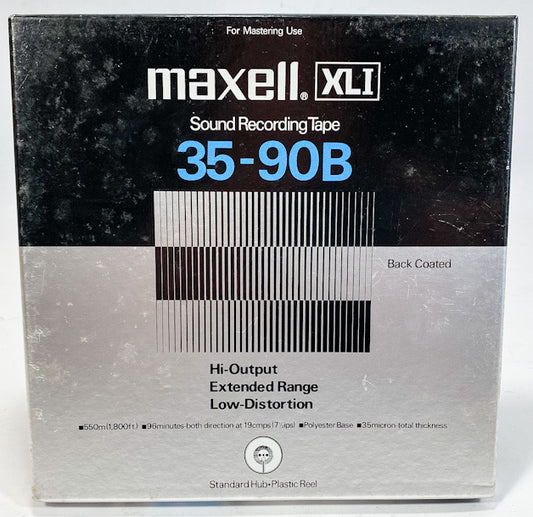 For Mastering Use
maxell® XLI
Sound Recording Tape
35-90B
Back Coated
Hi-Output
Extended Range
Low-Distortion
■550m(1,800ft.) ■96minutes-both direction at 19cmps(7½ips) ■Polyester Base ■35micron-total thickness
Standard Hub•Plastic Reel